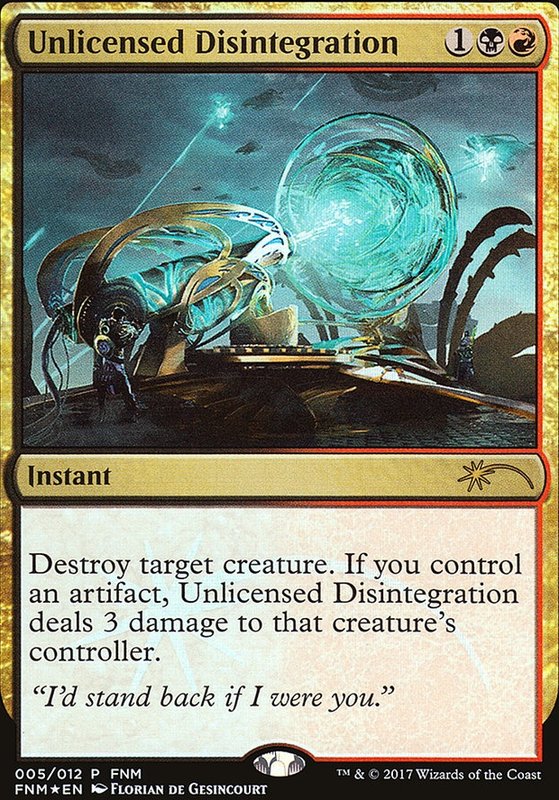 Unlicensed Disintegration 1
Instant
Destroy target creature. If you control
an artifact, Unlicensed Disintegration
deals 3 damage to that creature's
controller.
"I'd stand back if I were you."
005/012 P FNM
FNM★EN Florian de Gesincourt
™ & © 2017 Wizards of the Coast